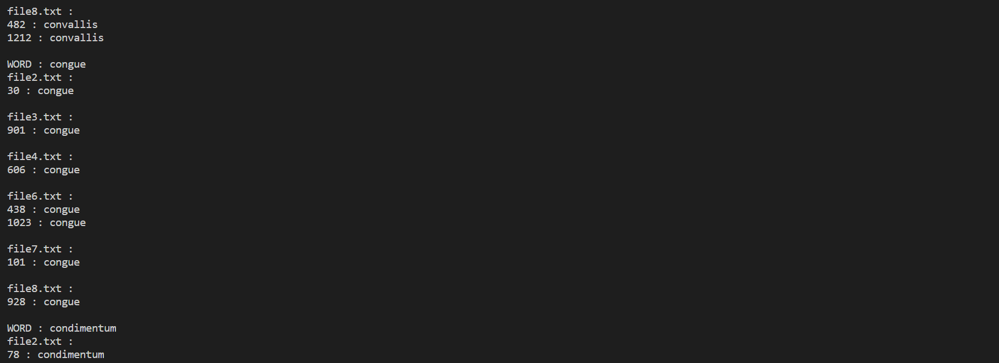 file8.txt :
482 : convallis
1212 : convallis

WORD : congue
file2.txt :
30 : congue

file3.txt :
901 : congue

file4.txt :
606 : congue

file6.txt :
438 : congue
1023 : congue

file7.txt :
101 : congue

file8.txt :
928 : congue

WORD : condimentum
file2.txt :
78 : condimentum